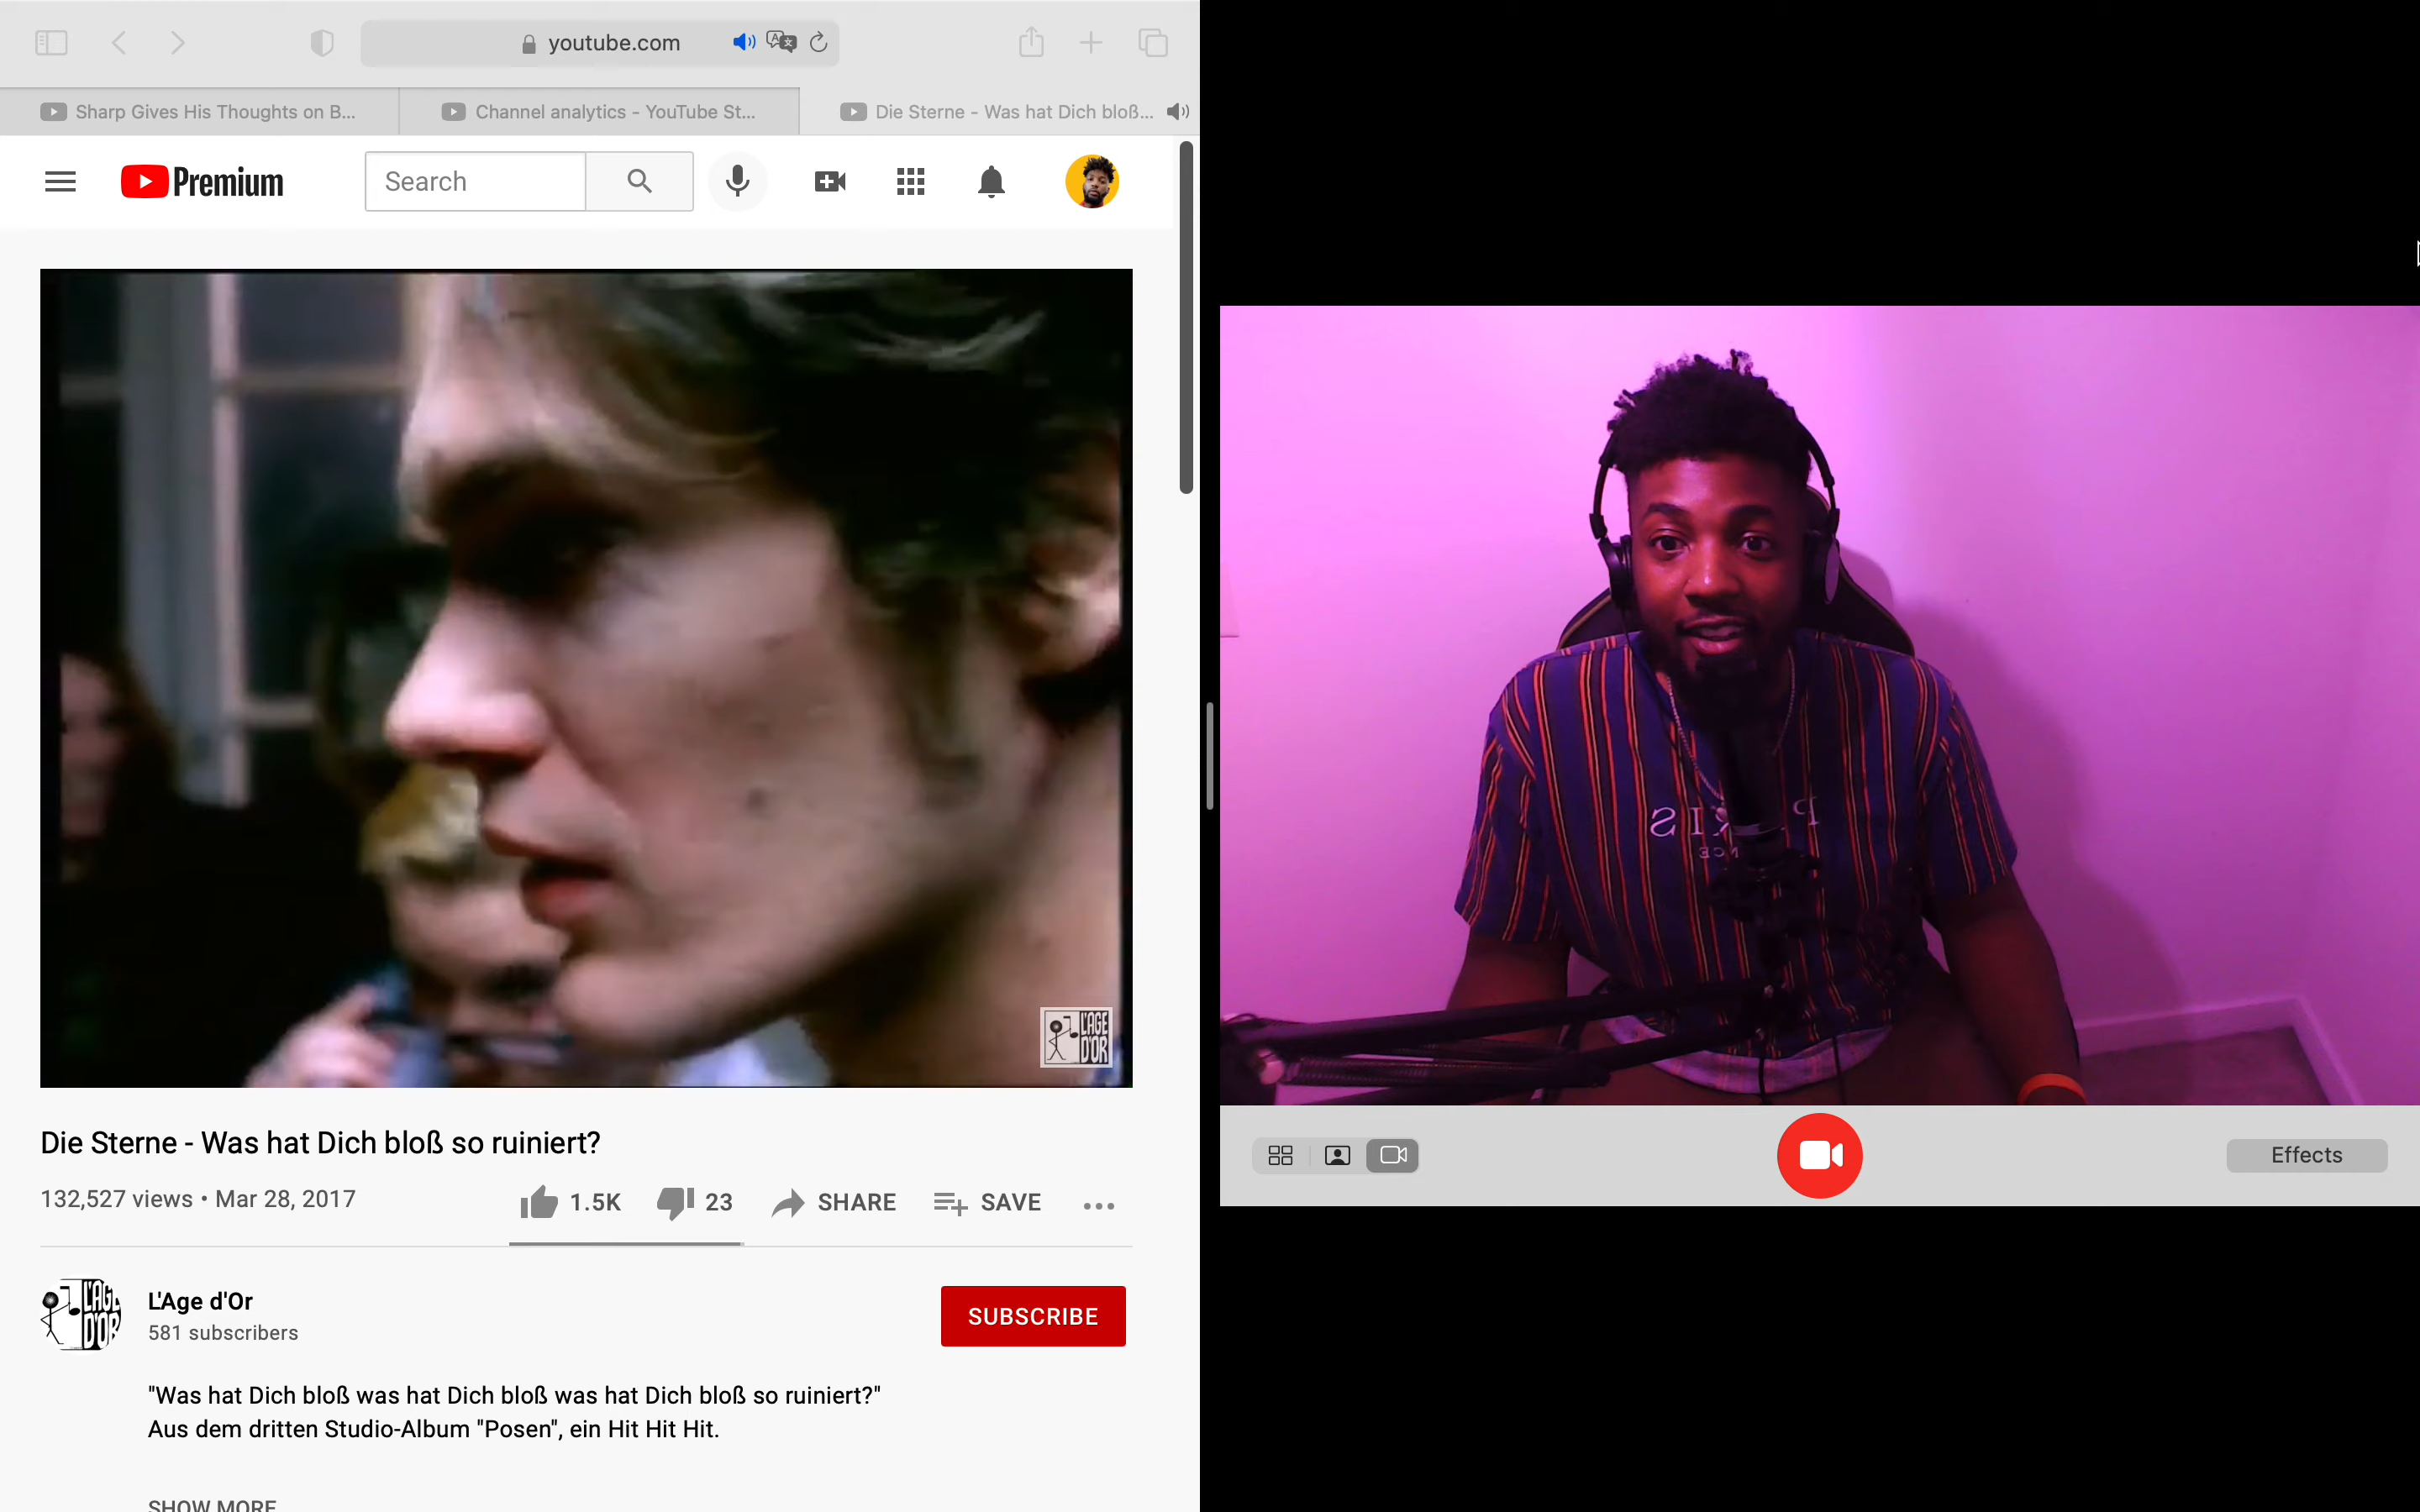 youtube.com
Sharp Gives His Thoughts on B...
Channel analytics - YouTube St...
Die Sterne - Was hat Dich bloß...
Premium
Search
L'AGE
D'OR
Die Sterne - Was hat Dich bloß so ruiniert?
132,527 views • Mar 28, 2017
1.5K
23
SHARE
SAVE
L'Age d'Or
581 subscribers
SUBSCRIBE
"Was hat Dich bloß was hat Dich bloß was hat Dich bloß so ruiniert?"
Aus dem dritten Studio-Album "Posen", ein Hit Hit Hit.
SHOW MORE
Effects